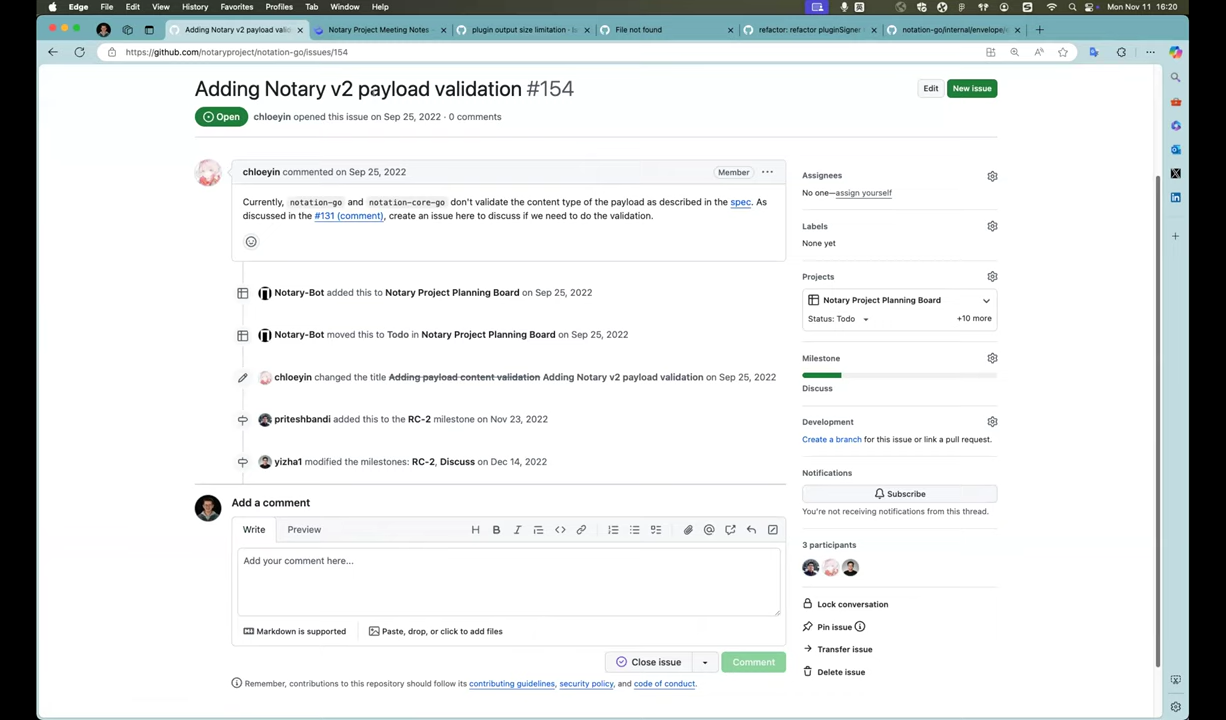 Edge File Edit View History Favorites Profiles Tab Window Help Mon Nov 11 16:20
Adding Notary v2 payload valid Notary Project Meeting Notes - plugin output size limitation - Is File not found refactor: refactor pluginSigner notation-go/internal/envelope/e
https://github.com/notaryproject/notation-go/issues/154
Adding Notary v2 payload validation #154
Edit New issue
Open chloeyin opened this issue on Sep 25, 2022 · 0 comments
chloeyin commented on Sep 25, 2022 Member
Currently, notation-go and notation-core-go don't validate the content type of the payload as described in the spec. As
discussed in the #131 (comment), create an issue here to discuss if we need to do the validation.
Notary-Bot added this to Notary Project Planning Board on Sep 25, 2022
Notary-Bot moved this to Todo in Notary Project Planning Board on Sep 25, 2022
chloeyin changed the title Adding payload content validation Adding Notary v2 payload validation on Sep 25, 2022
priteshbandi added this to the RC-2 milestone on Nov 23, 2022
yizha1 modified the milestones: RC-2, Discuss on Dec 14, 2022
Add a comment
Write Preview
Add your comment here...
Markdown is supported Paste, drop, or click to add files
Close issue Comment
Remember, contributions to this repository should follow its contributing guidelines, security policy, and code of conduct.
Assignees
No one—assign yourself
Labels
None yet
Projects
Notary Project Planning Board
Status: Todo +10 more
Milestone
Discuss
Development
Create a branch for this issue or link a pull request.
Notifications
Subscribe
You're not receiving notifications from this thread.
3 participants
Lock conversation
Pin issue
Transfer issue
Delete issue